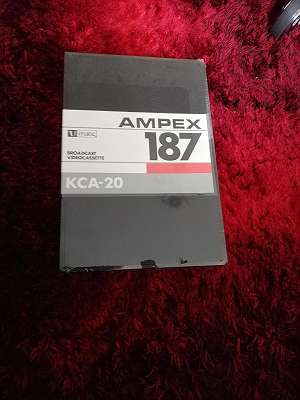 AMPEX
U-matic
187
BROADCAST
VIDEOCASSETTE
KCA-20